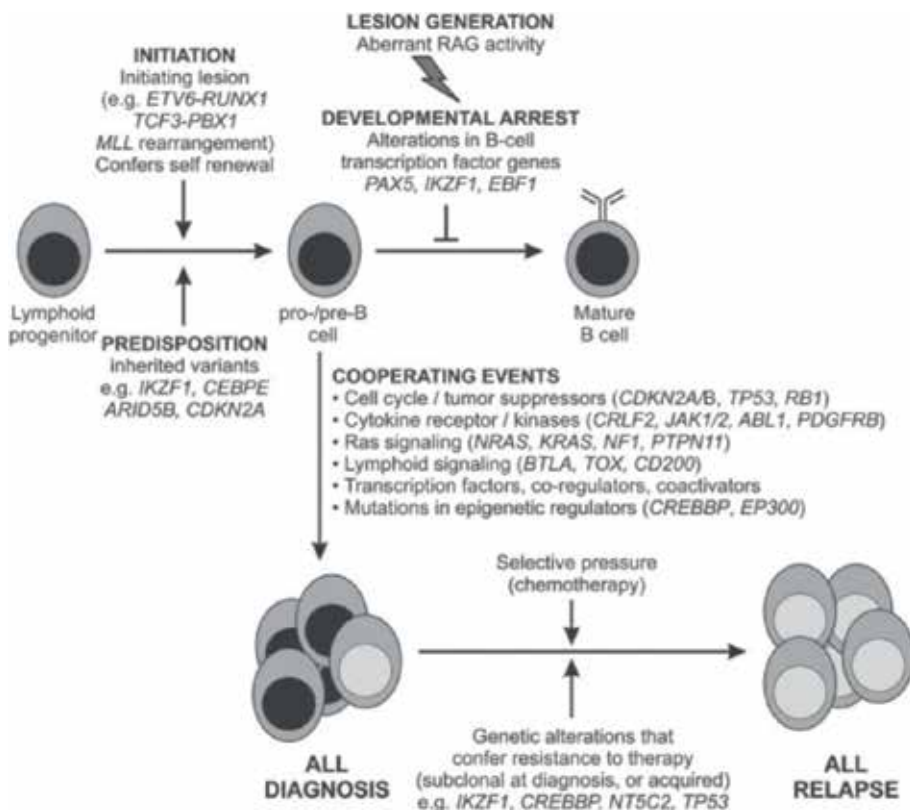 LESION GENERATION
Aberrant RAG activity
INITIATION
Initiating lesion
(e.g. ETV6-RUNX1
TCF3-PBX1
MLL rearrangement)
Confers self renewal
DEVELOPMENTAL ARREST
Alterations in B-cell
transcription factor genes
PAX5, IKZF1, EBF1
Lymphoid
progenitor
pro-/pre-B
cell
Mature
B cell
PREDISPOSITION
inherited variants
e.g. IKZF1, CEBPE
ARID5B, CDKN2A
COOPERATING EVENTS
• Cell cycle / tumor suppressors (CDKN2A/B, TP53, RB1)
• Cytokine receptor / kinases (CRLF2, JAK1/2, ABL1, PDGFRB)
• Ras signaling (NRAS, KRAS, NF1, PTPN11)
• Lymphoid signaling (BTLA, TOX, CD200)
• Transcription factors, co-regulators, coactivators
• Mutations in epigenetic regulators (CREBBP, EP300)
Selective pressure
(chemotherapy)
ALL
DIAGNOSIS
Genetic alterations that
confer resistance to therapy
(subclonal at diagnosis, or acquired)
e.g. IKZF1, CREBBP, NT5C2, TP53
ALL
RELAPSE